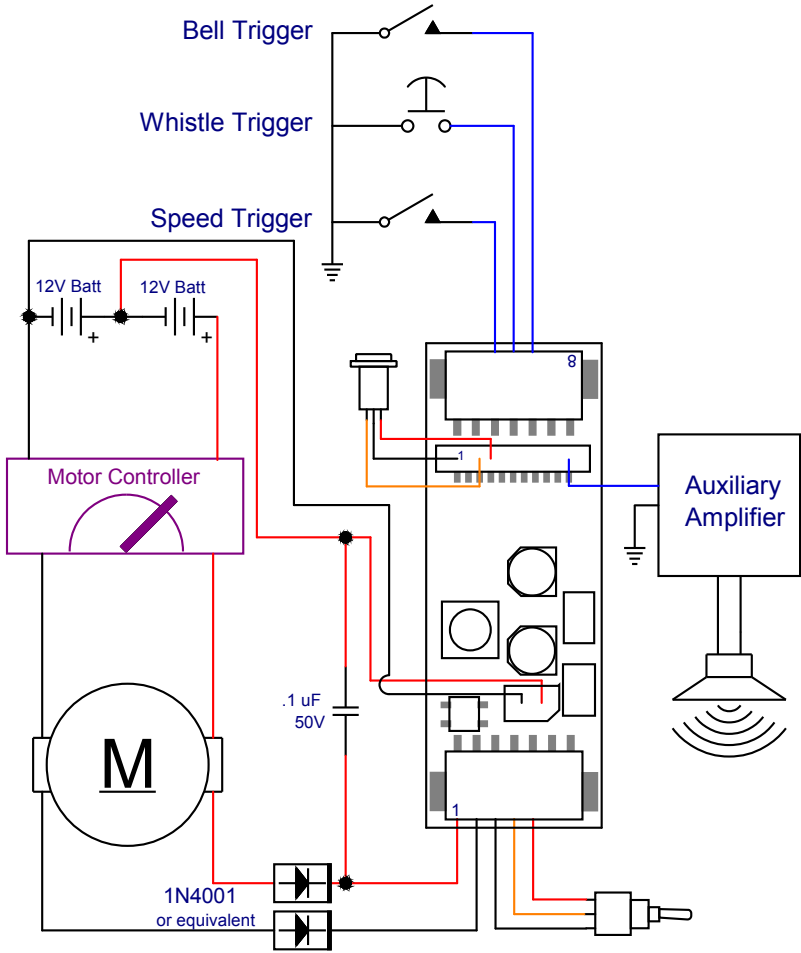 Bell Trigger
Whistle Trigger
Speed Trigger
12V Batt
12V Batt
+
+
8
1
Motor Controller
Auxiliary
Amplifier
.1 uF
50V
M
1
1N4001
or equivalent